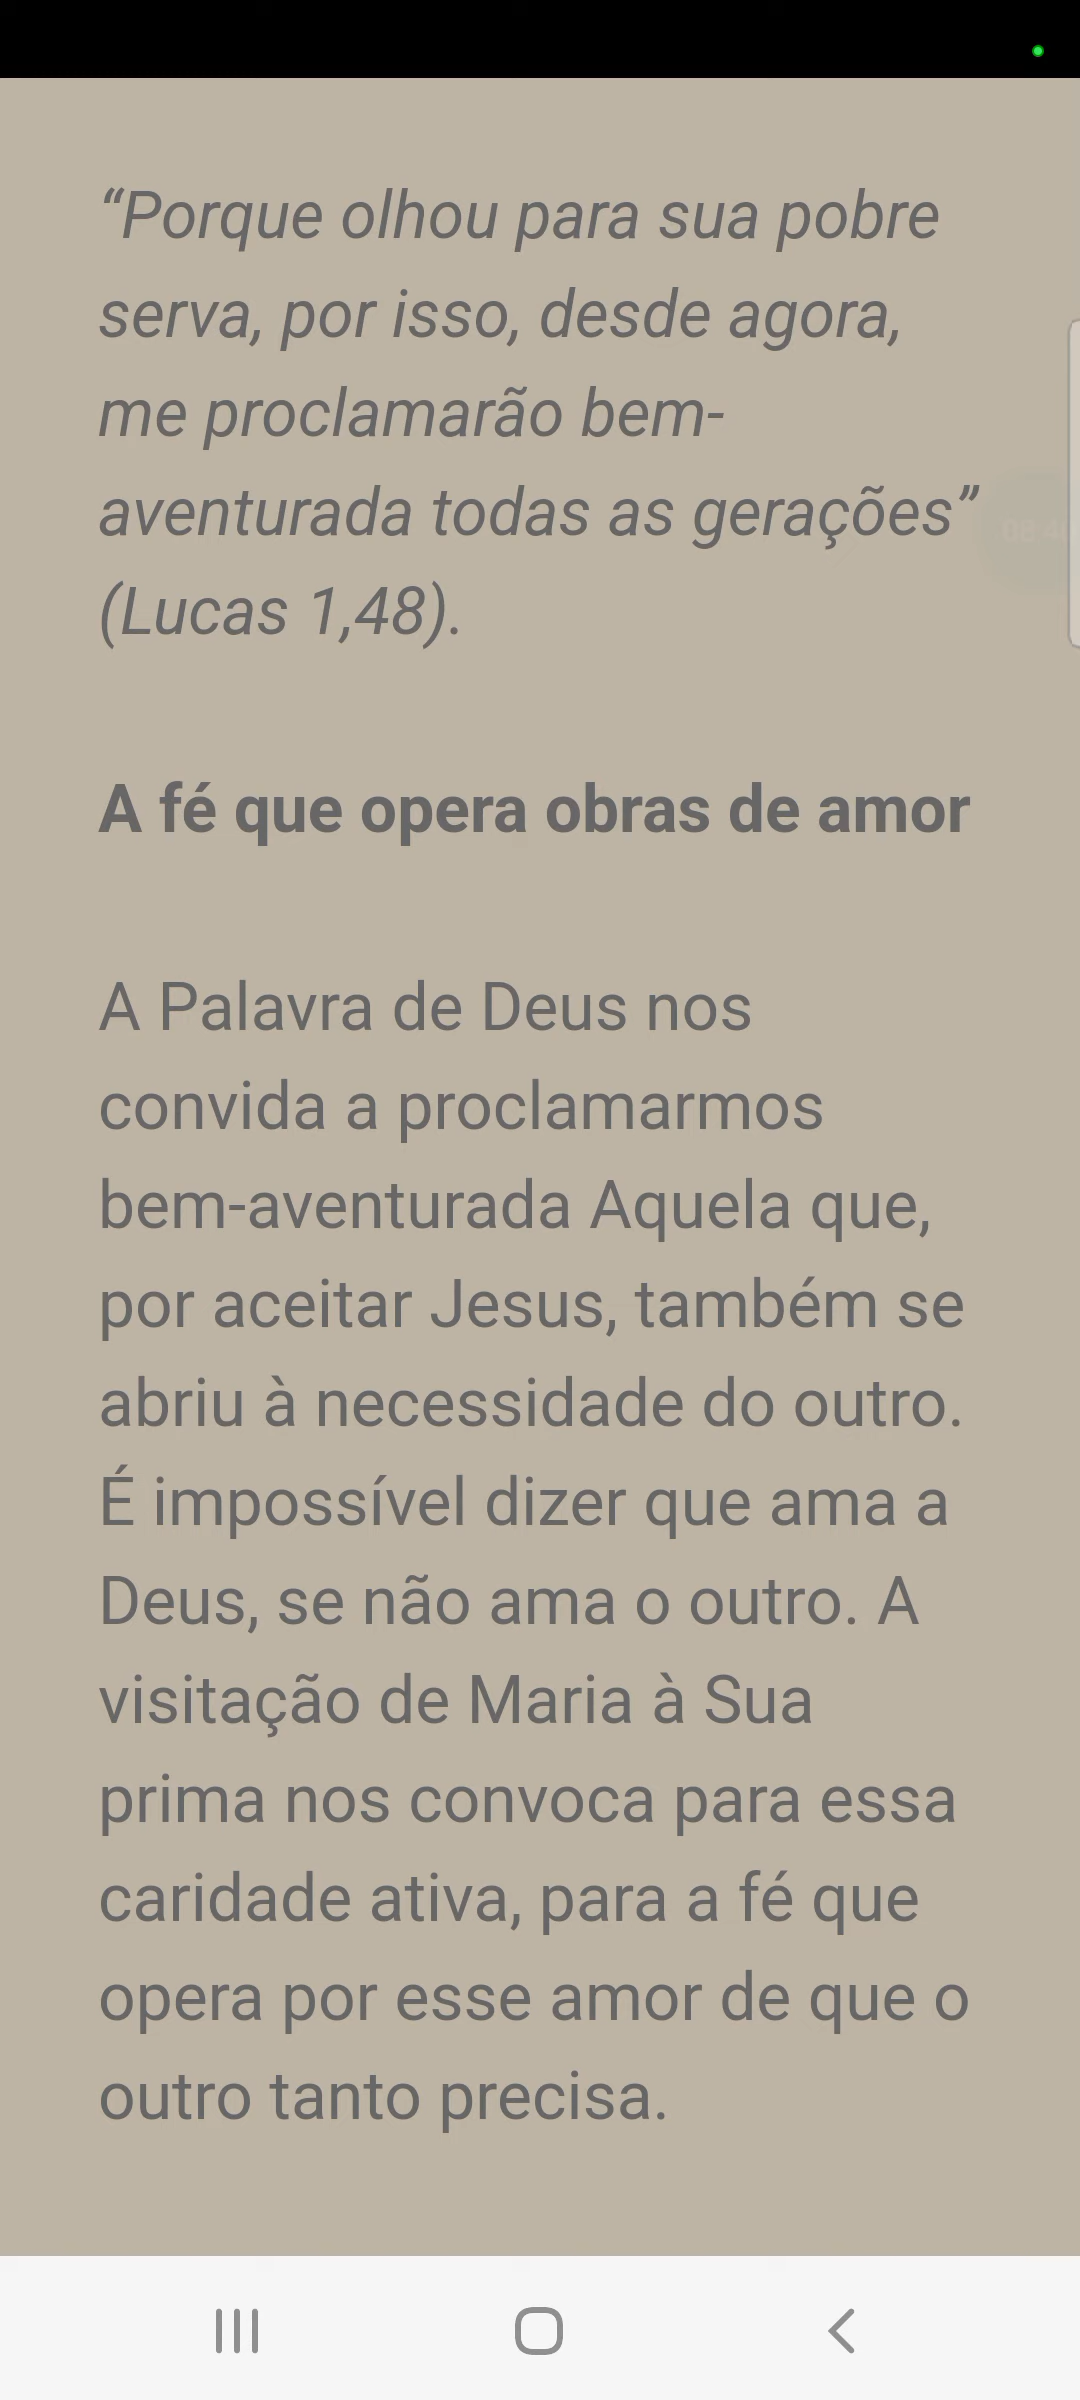 “Porque olhou para sua pobre
serva, por isso, desde agora,
me proclamarão bem-
aventurada todas as gerações”
(Lucas 1,48).
A fé que opera obras de amor
A Palavra de Deus nos
convida a proclamarmos
bem-aventurada Aquela que,
por aceitar Jesus, também se
abriu à necessidade do outro.
É impossível dizer que ama a
Deus, se não ama o outro. A
visitação de Maria à Sua
prima nos convoca para essa
caridade ativa, para a fé que
opera por esse amor de que o
outro tanto precisa.